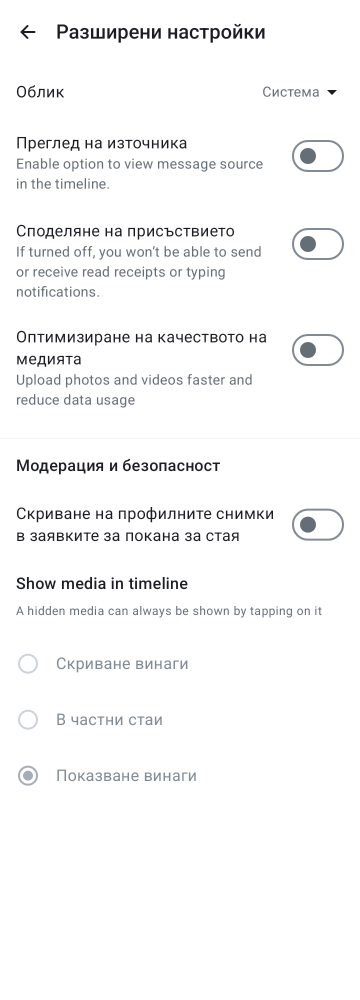 Разширени настройки
Облик
Система
Преглед на източника
Enable option to view message source
in the timeline.
Споделяне на присъствието
If turned off, you won't be able to send
or receive read receipts or typing
notifications.
Оптимизиране на качеството на
медията
Upload photos and videos faster and
reduce data usage
Модерация и безопасност
Скриване на профилните снимки
в заявките за покана за стая
Show media in timeline
A hidden media can always be shown by tapping on it
Скриване винаги
В частни стаи
Показване винаги